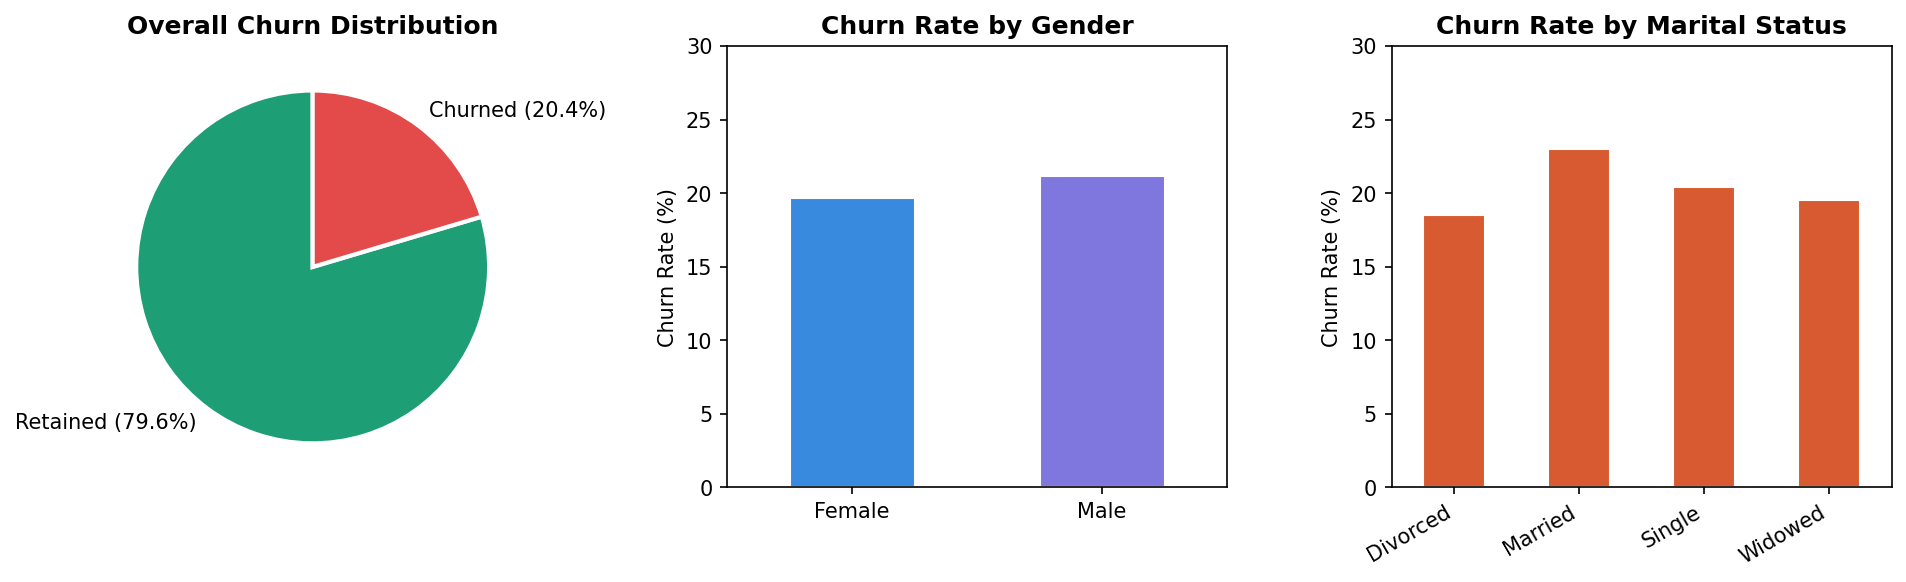 Overall Churn Distribution
Churned (20.4%)
Retained (79.6%)
Churn Rate by Gender
Churn Rate (%)
30
25
20
15
10
5
0
Female
Male
Churn Rate by Marital Status
Churn Rate (%)
30
25
20
15
10
5
0
Divorced
Married
Single
Widowed